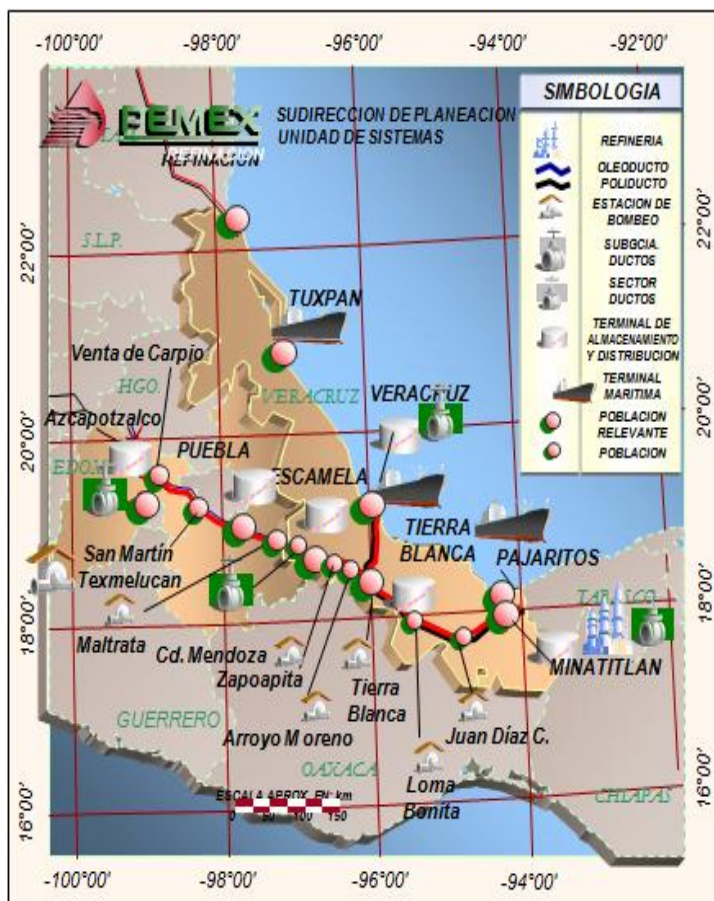 -100°00'
-98°00'
-96°00'
-94°00'
-92°00'
PEMEX
REFINACION
REFINACION
SUDIRECCION DE PLANEACION
UNIDAD DE SISTEMAS
SIMBOLOGIA
REFINERIA
OLEODUCTO
POLIDUCTO
ESTACION DE
BOMBEO
SUBGCIA.
DUCTOS
SECTOR
DUCTOS
TERMINAL DE
ALMACENAMIENTO
Y DISTRIBUCION
TERMINAL
MARITIMA
POBLACION
RELEVANTE
POBLACION
22°00'
20°00'
18°00'
16°00'
22°00'
20°00'
18°00'
16°00'
S.L.P.
TUXPAN
Venta de Carpio
HGO.
VERACRUZ
VERACRUZ
Azcapotzalco
PUEBLA
ESCAMELA
TIERRA
BLANCA
PAJARITOS
San Martín
Texmelucan
MINATITLAN
Maltrata
Cd. Mendoza
Zapoapita
Tierra
Blanca
Arroyo Moreno
Juan Díaz C.
Loma
Bonita
GUERRERO
OAXACA
CHIAPAS
ESCALA APROX. EN: km
0 50 100 150
-100°00'
-98°00'
-96°00'
-94°00'